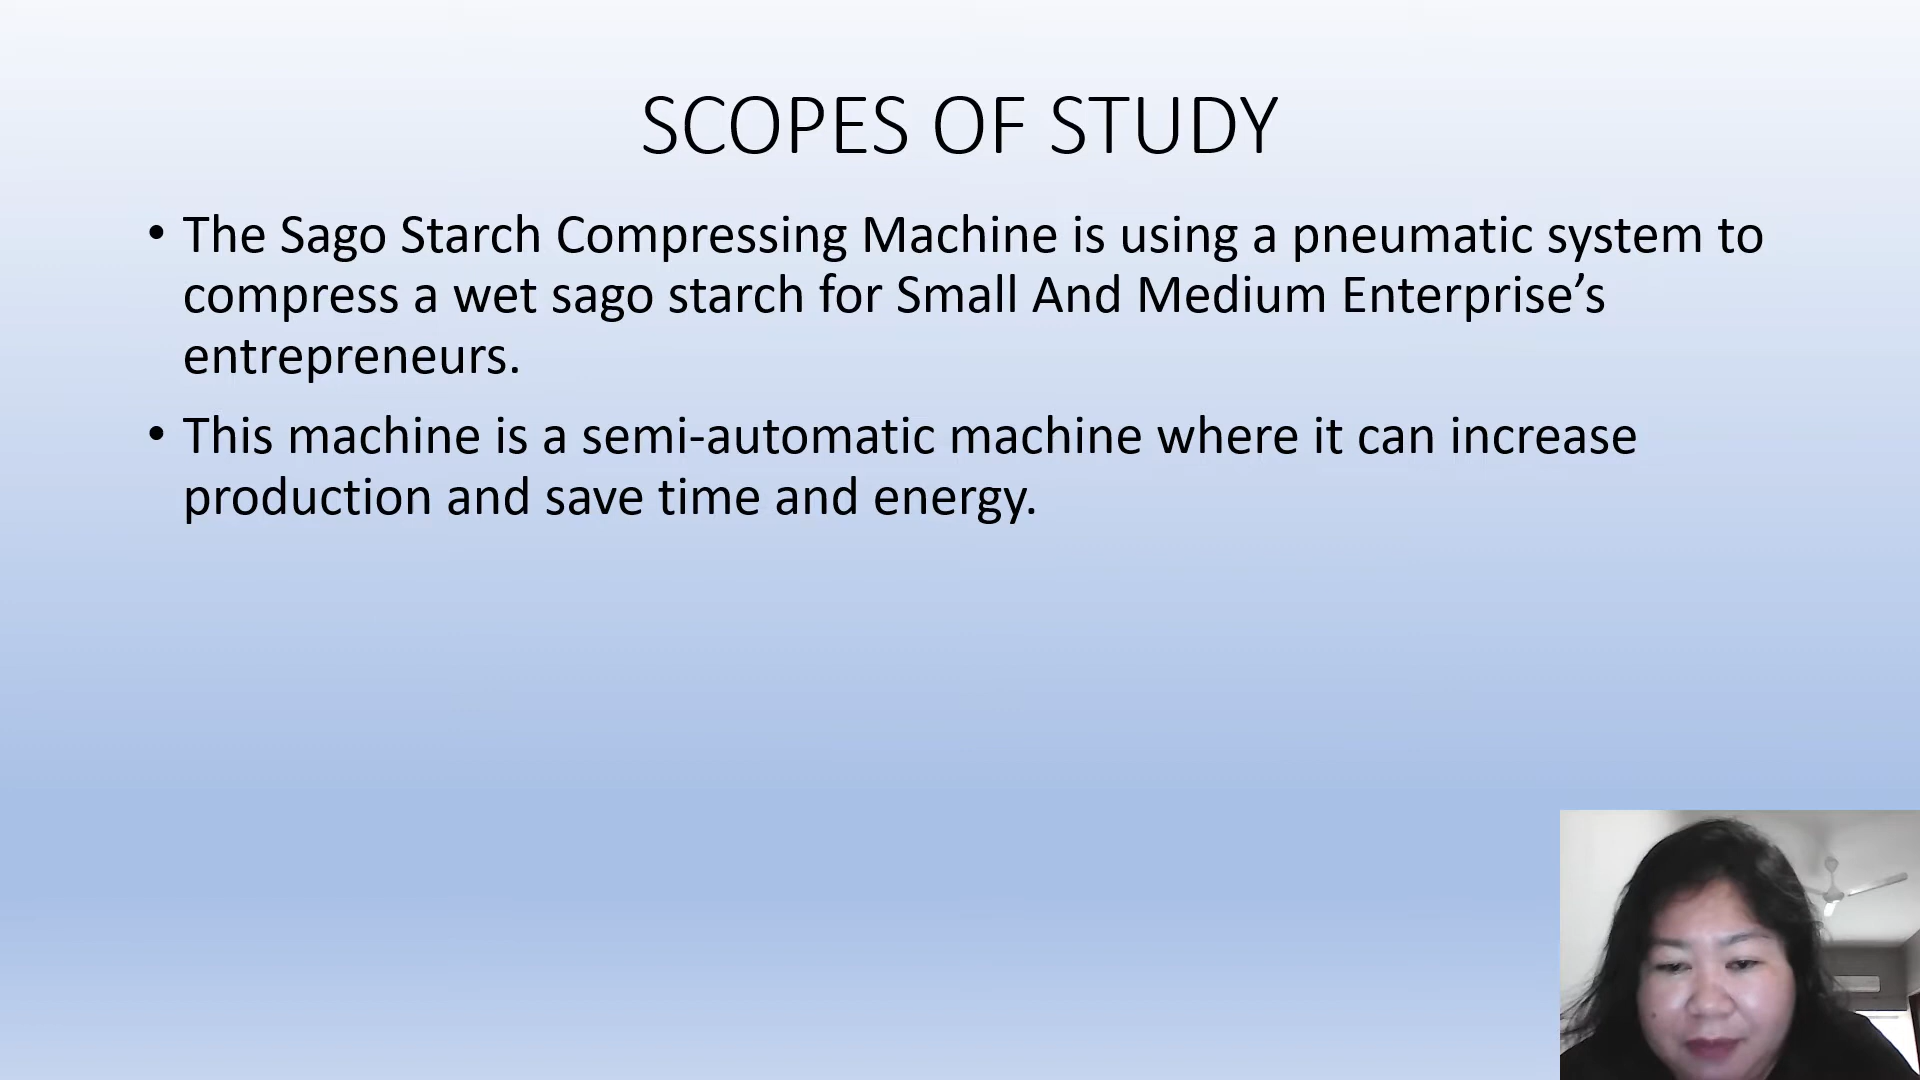 SCOPES OF STUDY
• The Sago Starch Compressing Machine is using a pneumatic system to
compress a wet sago starch for Small And Medium Enterprise’s
entrepreneurs.
• This machine is a semi-automatic machine where it can increase
production and save time and energy.